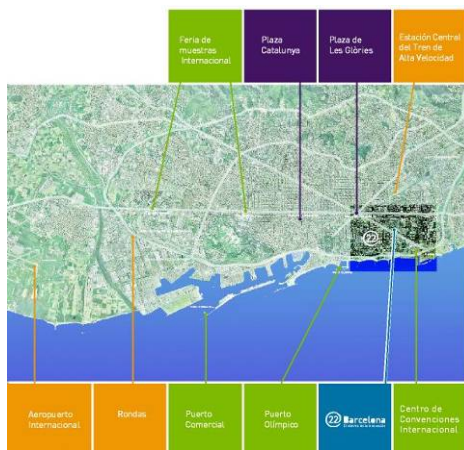 Feria de
muestras
Internacional
Plaza
Catalunya
Plaza de
Les Glòries
Estación Central
del Tren de
Alta Velocidad
22
Aeropuerto
Internacional
Rondas
Puerto
Comercial
Puerto
Olímpico
22 Barcelona
Centro de
Convenciones
Internacional